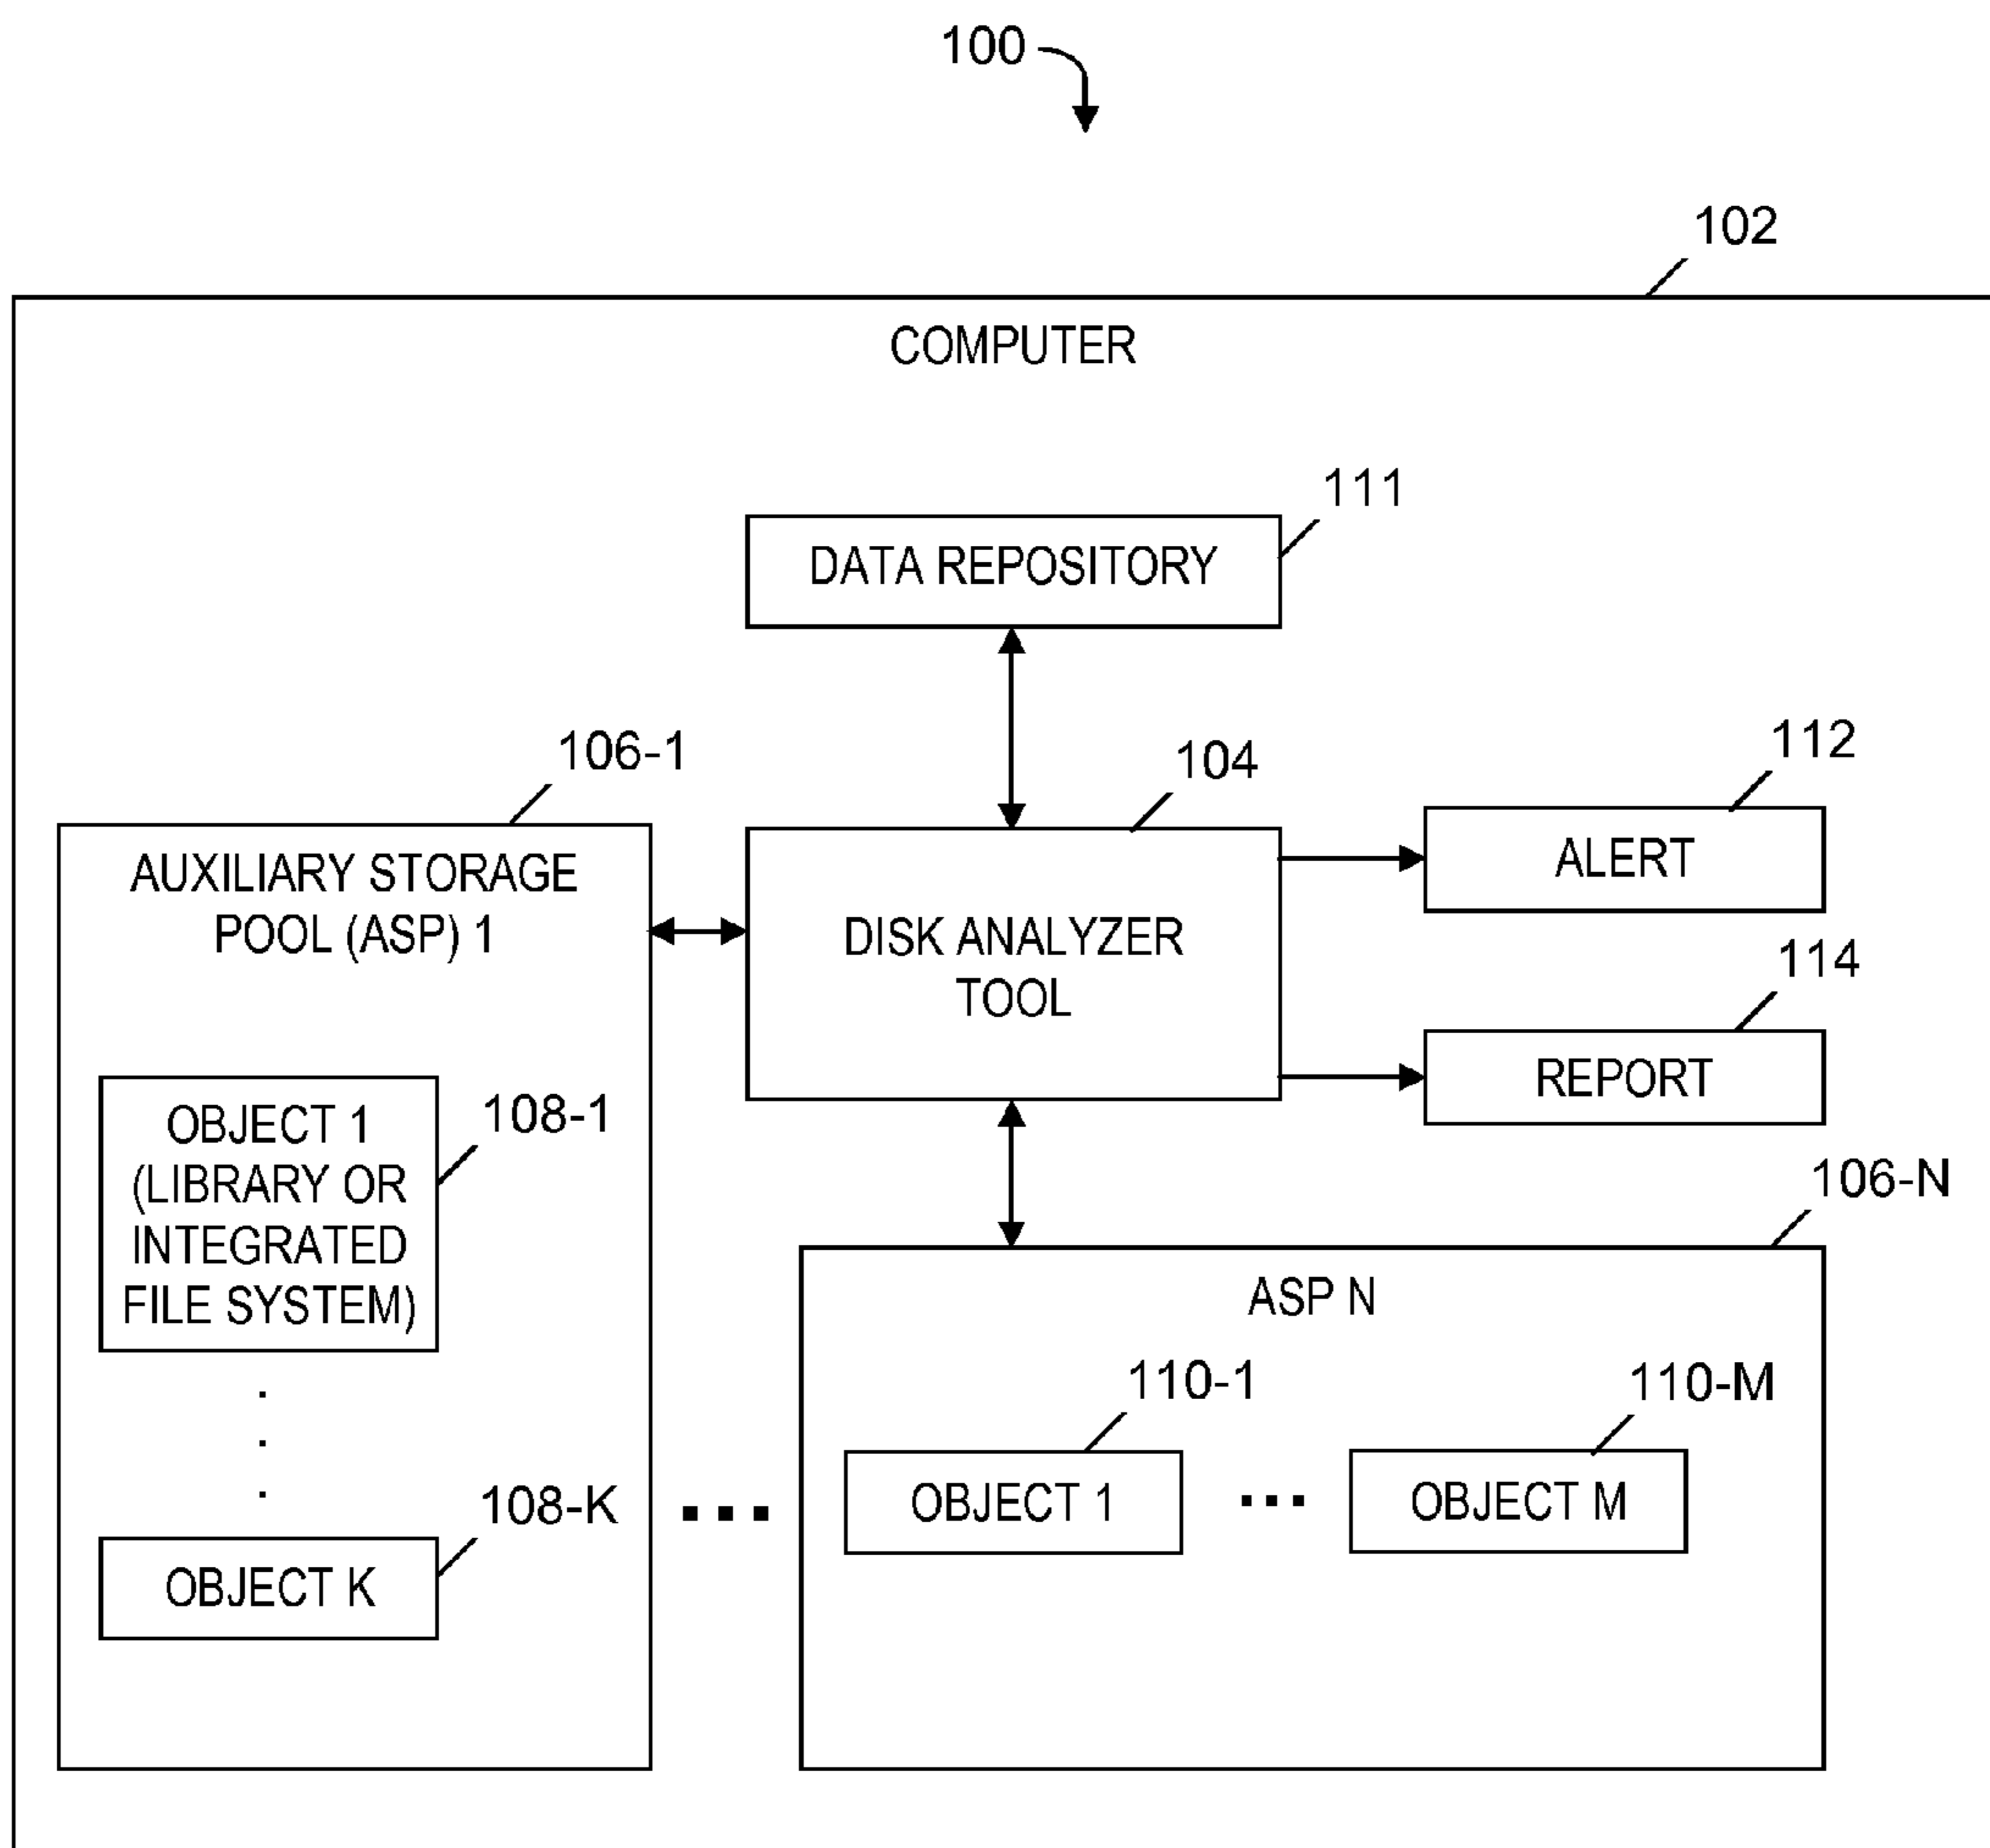 100
102
COMPUTER
111
DATA REPOSITORY
106-1
104
112
AUXILIARY STORAGE
POOL (ASP) 1
DISK ANALYZER
TOOL
ALERT
114
REPORT
OBJECT 1
(LIBRARY OR
INTEGRATED
FILE SYSTEM)
108-1
106-N
ASP N
110-1
110-M
OBJECT 1
...
OBJECT M
.
.
.
108-K
...
OBJECT K